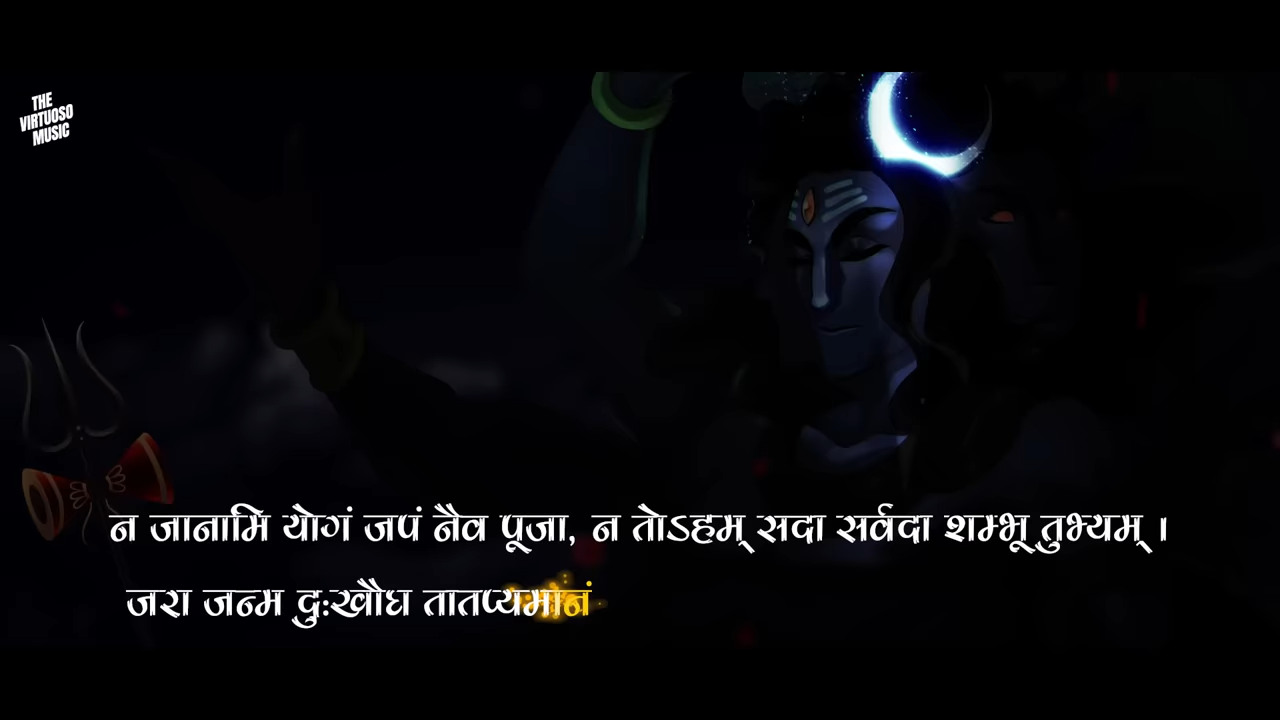 THE
VIRTUOSO
MUSIC
न जानामि योगं जपं नैव पूजा, न तोऽहम् सदा सर्वदा शम्भू तुभ्यम् ।
जरा जन्म दुःखौघ तातप्यमानं